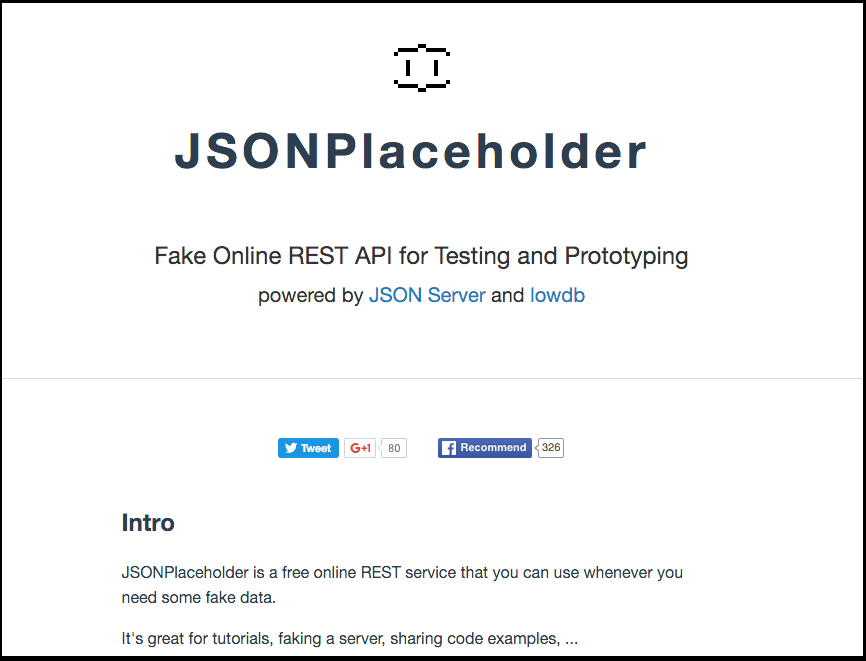 JSONPlaceholder
Fake Online REST API for Testing and Prototyping
powered by JSON Server and lowdb
Tweet G+1 80 Recommend 326
Intro
JSONPlaceholder is a free online REST service that you can use whenever you
need some fake data.
It's great for tutorials, faking a server, sharing code examples, ...